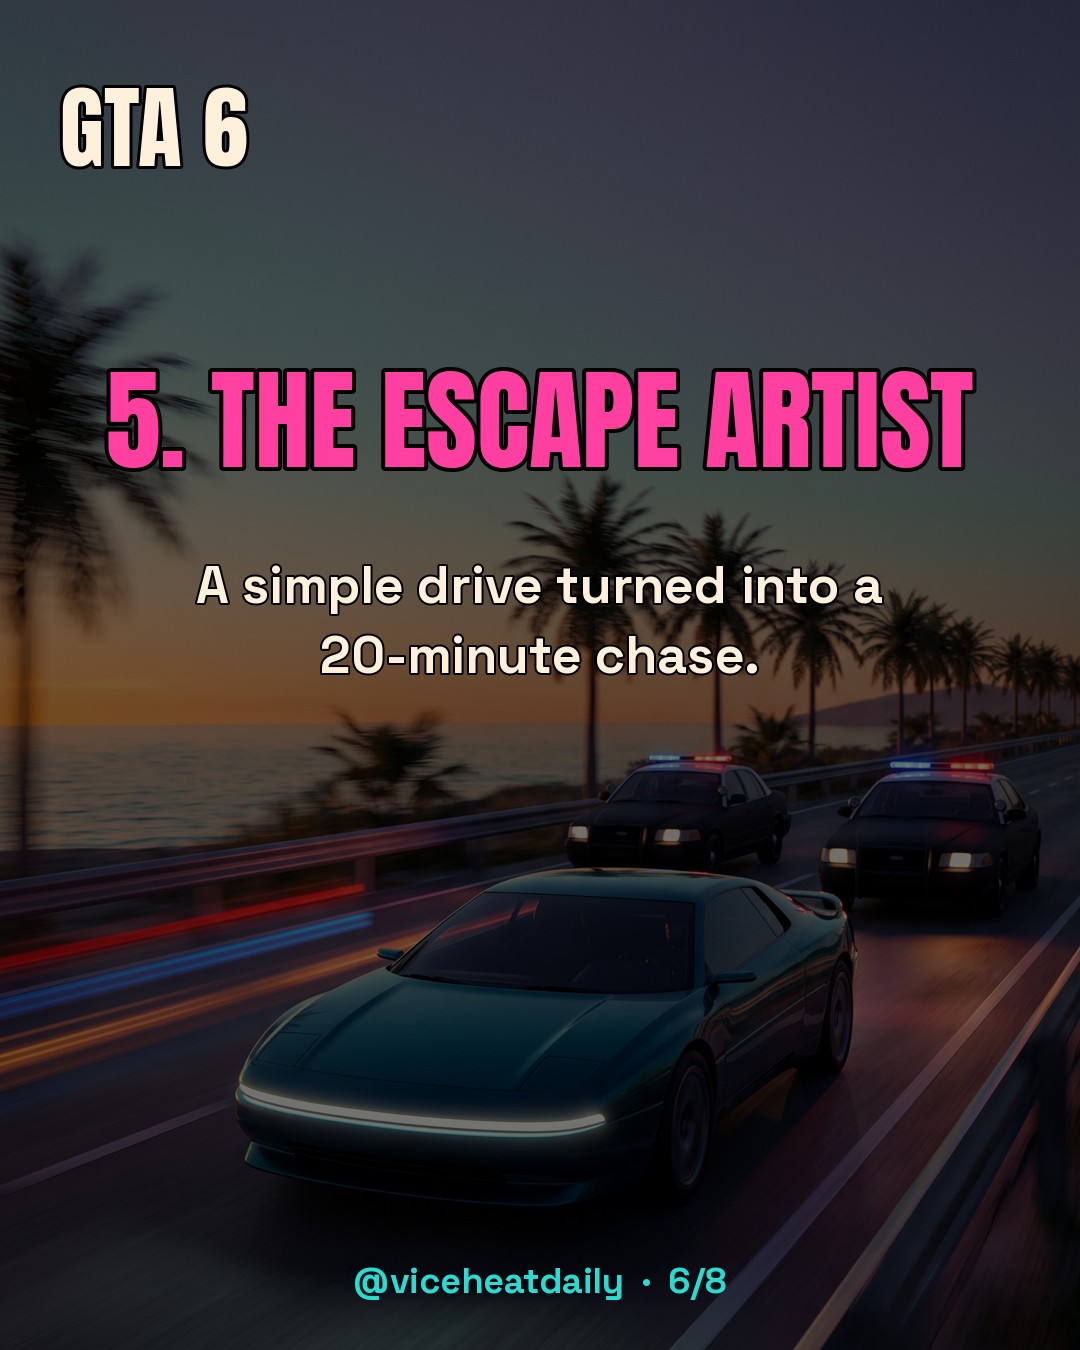 GTA 6
5. THE ESCAPE ARTIST
A simple drive turned into a
20-minute chase.
@viceheatdaily · 6/8